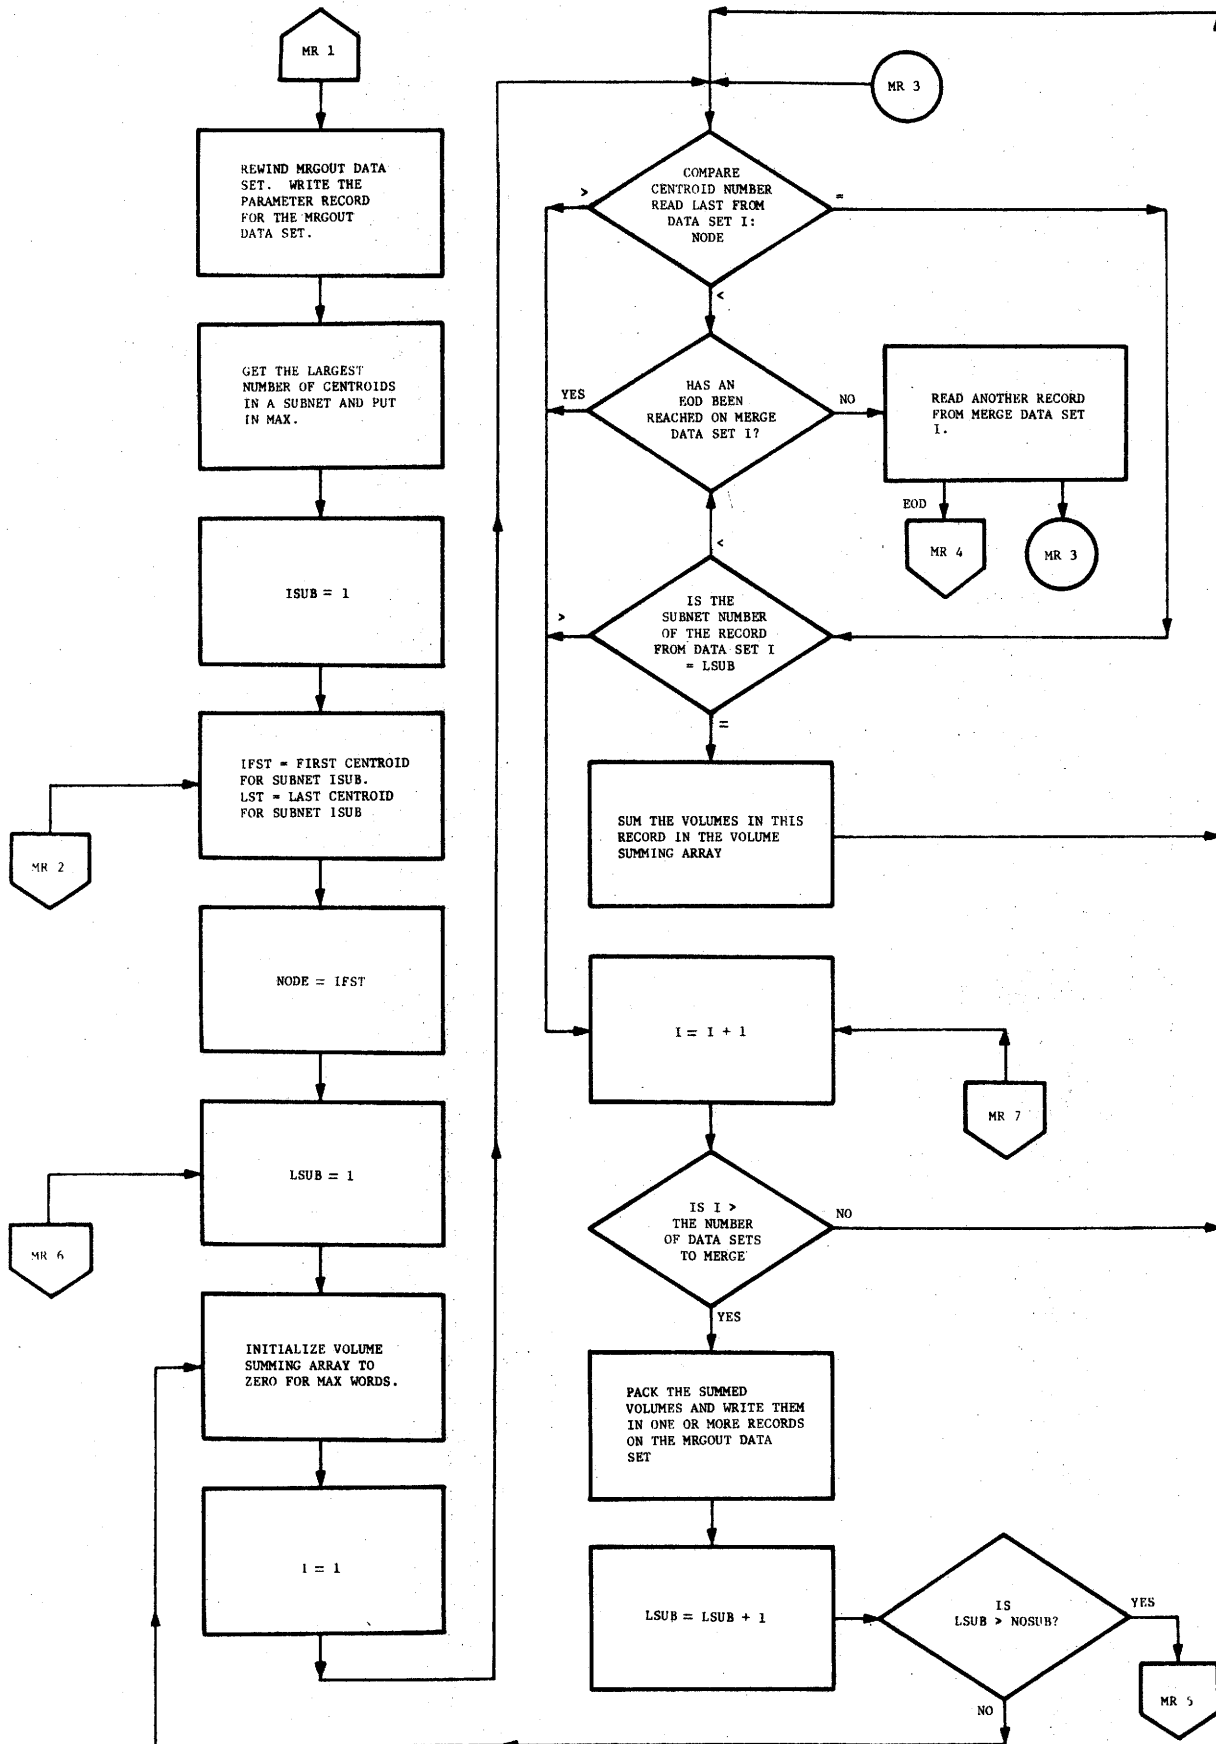 MR 1
REWIND MRGOUT DATA
SET. WRITE THE
PARAMETER RECORD
FOR THE MRGOUT
DATA SET.
GET THE LARGEST
NUMBER OF CENTROIDS
IN A SUBNET AND PUT
IN MAX.
ISUB = 1
IFST = FIRST CENTROID
FOR SUBNET ISUB.
LST = LAST CENTROID
FOR SUBNET ISUB
MR 2
NODE = IFST
LSUB = 1
MR 6
INITIALIZE VOLUME
SUMMING ARRAY TO
ZERO FOR MAX WORDS.
I = 1
MR 3
COMPARE
CENTROID NUMBER
READ LAST FROM
DATA SET I:
NODE
>
=
<
HAS AN
EOD BEEN
REACHED ON MERGE
DATA SET I?
YES
NO
READ ANOTHER RECORD
FROM MERGE DATA SET
I.
EOD
MR 4
MR 3
<
IS THE
SUBNET NUMBER
OF THE RECORD
FROM DATA SET I
= LSUB
>
=
SUM THE VOLUMES IN THIS
RECORD IN THE VOLUME
SUMMING ARRAY
I = I + 1
MR 7
IS I >
THE NUMBER
OF DATA SETS
TO MERGE
NO
YES
PACK THE SUMMED
VOLUMES AND WRITE THEM
IN ONE OR MORE RECORDS
ON THE MRGOUT DATA
SET
LSUB = LSUB + 1
IS
LSUB > NOSUB?
YES
NO
MR 5